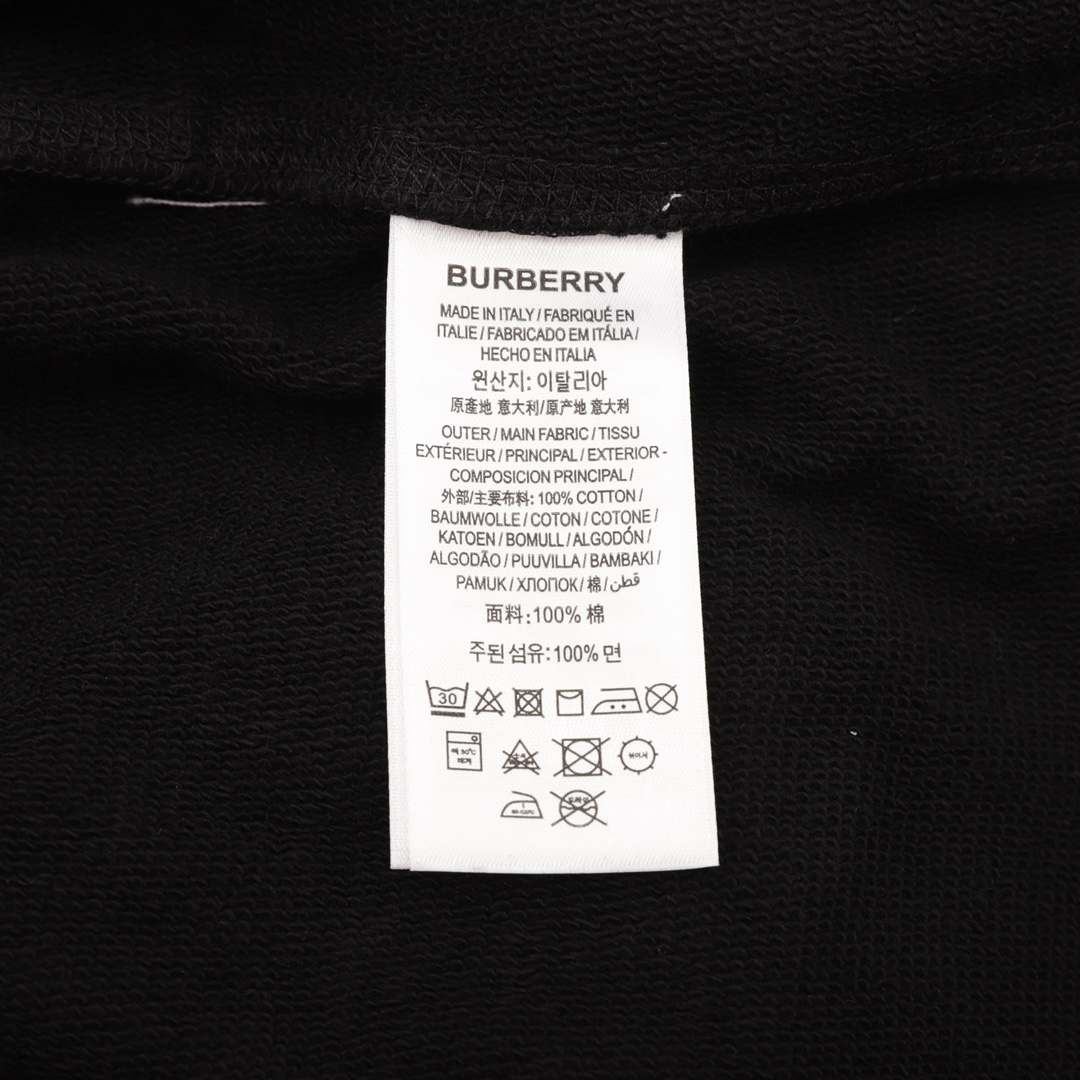 BURBERRY
MADE IN ITALY / FABRIQUÉ EN
ITALIE / FABRICADO EM ITÁLIA /
HECHO EN ITALIA
원산지: 이탈리아
原產地 意大利/原产地 意大利
OUTER / MAIN FABRIC / TISSU
EXTÉRIEUR / PRINCIPAL / EXTERIOR -
COMPOSICION PRINCIPAL /
外部/主要布料: 100% COTTON /
BAUMWOLLE / COTON / COTONE /
KATOEN / BOMULL / ALGODÓN /
ALGODÃO / PUUVILLA / BAMBAKI /
PAMUK / ХЛОПОК / 棉 / قطن
面料:100% 棉
주된 섬유:100% 면
30